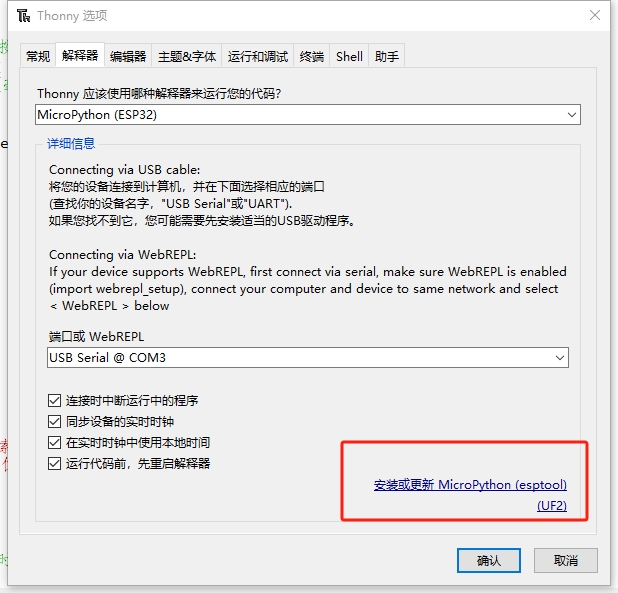 Thonny 选项
常规 解释器 编辑器 主题&字体 运行和调试 终端 Shell 助手
Thonny 应该使用哪种解释器来运行您的代码?
MicroPython (ESP32)
详细信息
Connecting via USB cable:
将您的设备连接到计算机，并在下面选择相应的端口
(查找你的设备名字，"USB Serial"或"UART").
如果您找不到它，您可能需要先安装适当的USB驱动程序。
Connecting via WebREPL:
If your device supports WebREPL, first connect via serial, make sure WebREPL is enabled
(import webrepl_setup), connect your computer and device to same network and select
< WebREPL > below
端口或 WebREPL
USB Serial @ COM3
连接时中断运行中的程序
同步设备的实时时钟
在实时时钟中使用本地时间
运行代码前，先重启解释器
安装或更新 MicroPython (esptool)
(UF2)
确认 取消